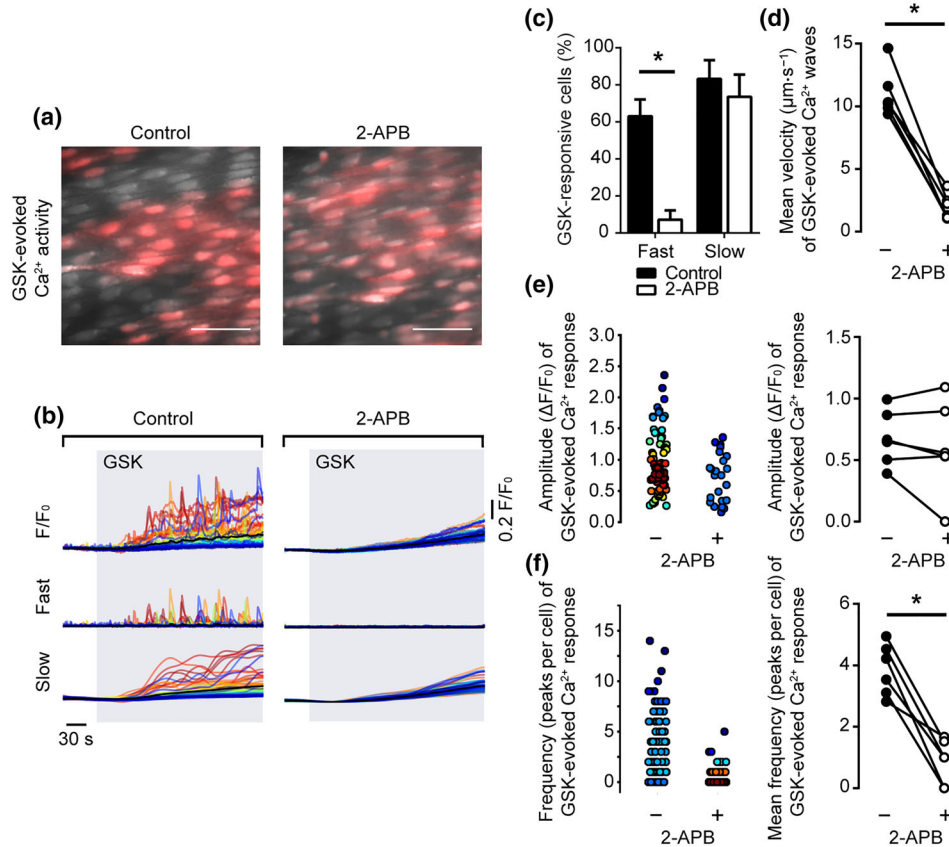 (a)
Control
2-APB
GSK-evoked
Ca²⁺ activity
(b)
Control
2-APB
GSK
GSK
F/F₀
Fast
Slow
0.2 F/F₀
30 s
(c)
GSK-responsive cells (%)
100
80
60
40
20
0
*
Fast
Slow
Control
2-APB
(d)
Mean velocity (µm·s⁻¹)
of GSK-evoked Ca²⁺ waves
15
10
5
0
*
− +
2-APB
(e)
Amplitude (ΔF/F₀) of
GSK-evoked Ca²⁺ response
3.0
2.5
2.0
1.5
1.0
0.5
0.0
− +
2-APB
Amplitude (ΔF/F₀) of
GSK-evoked Ca²⁺ response
1.5
1.0
0.5
0.0
− +
2-APB
(f)
Frequency (peaks per cell) of
GSK-evoked Ca²⁺ response
15
10
5
0
− +
2-APB
Mean frequency (peaks per cell) of
GSK-evoked Ca²⁺ response
6
4
2
0
*
− +
2-APB